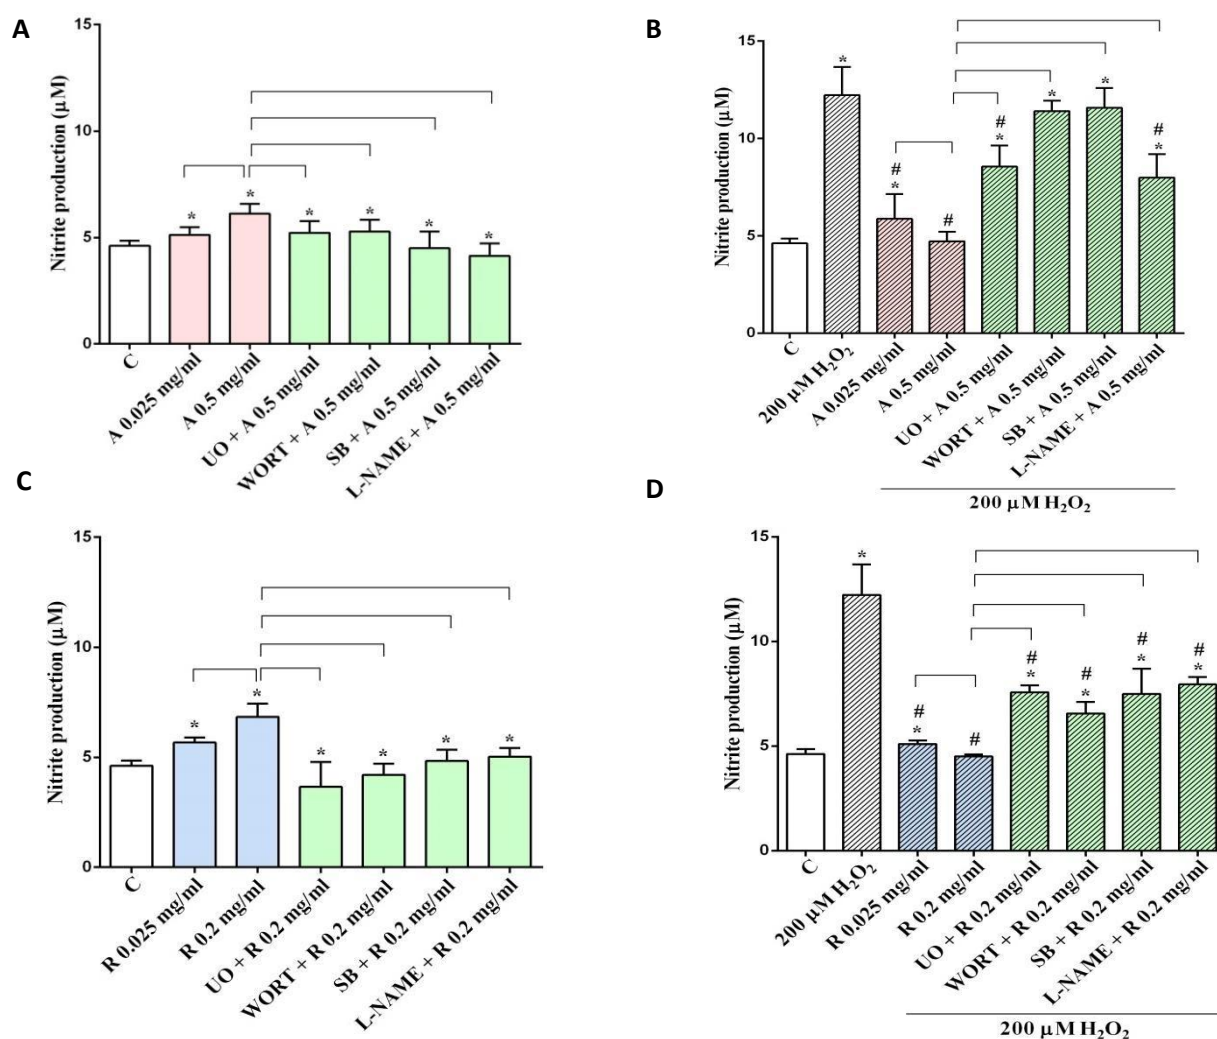 A
Nitrite production (µM)
15
10
5
0
*
*
*
*
*
*
C
A 0.025 mg/ml
A 0.5 mg/ml
UO + A 0.5 mg/ml
WORT + A 0.5 mg/ml
SB + A 0.5 mg/ml
L-NAME + A 0.5 mg/ml
B
Nitrite production (µM)
15
10
5
0
*
#
*
#
#
*
*
*
#
*
C
200 µM H₂O₂
A 0.025 mg/ml
A 0.5 mg/ml
UO + A 0.5 mg/ml
WORT + A 0.5 mg/ml
SB + A 0.5 mg/ml
L-NAME + A 0.5 mg/ml
200 µM H₂O₂
C
Nitrite production (µM)
15
10
5
0
*
*
*
*
*
*
C
R 0.025 mg/ml
R 0.2 mg/ml
UO + R 0.2 mg/ml
WORT + R 0.2 mg/ml
SB + R 0.2 mg/ml
L-NAME + R 0.2 mg/ml
D
Nitrite production (µM)
15
10
5
0
*
#
*
#
#
*
#
*
#
*
#
*
C
200 µM H₂O₂
R 0.025 mg/ml
R 0.2 mg/ml
UO + R 0.2 mg/ml
WORT + R 0.2 mg/ml
SB + R 0.2 mg/ml
L-NAME + R 0.2 mg/ml
200 µM H₂O₂